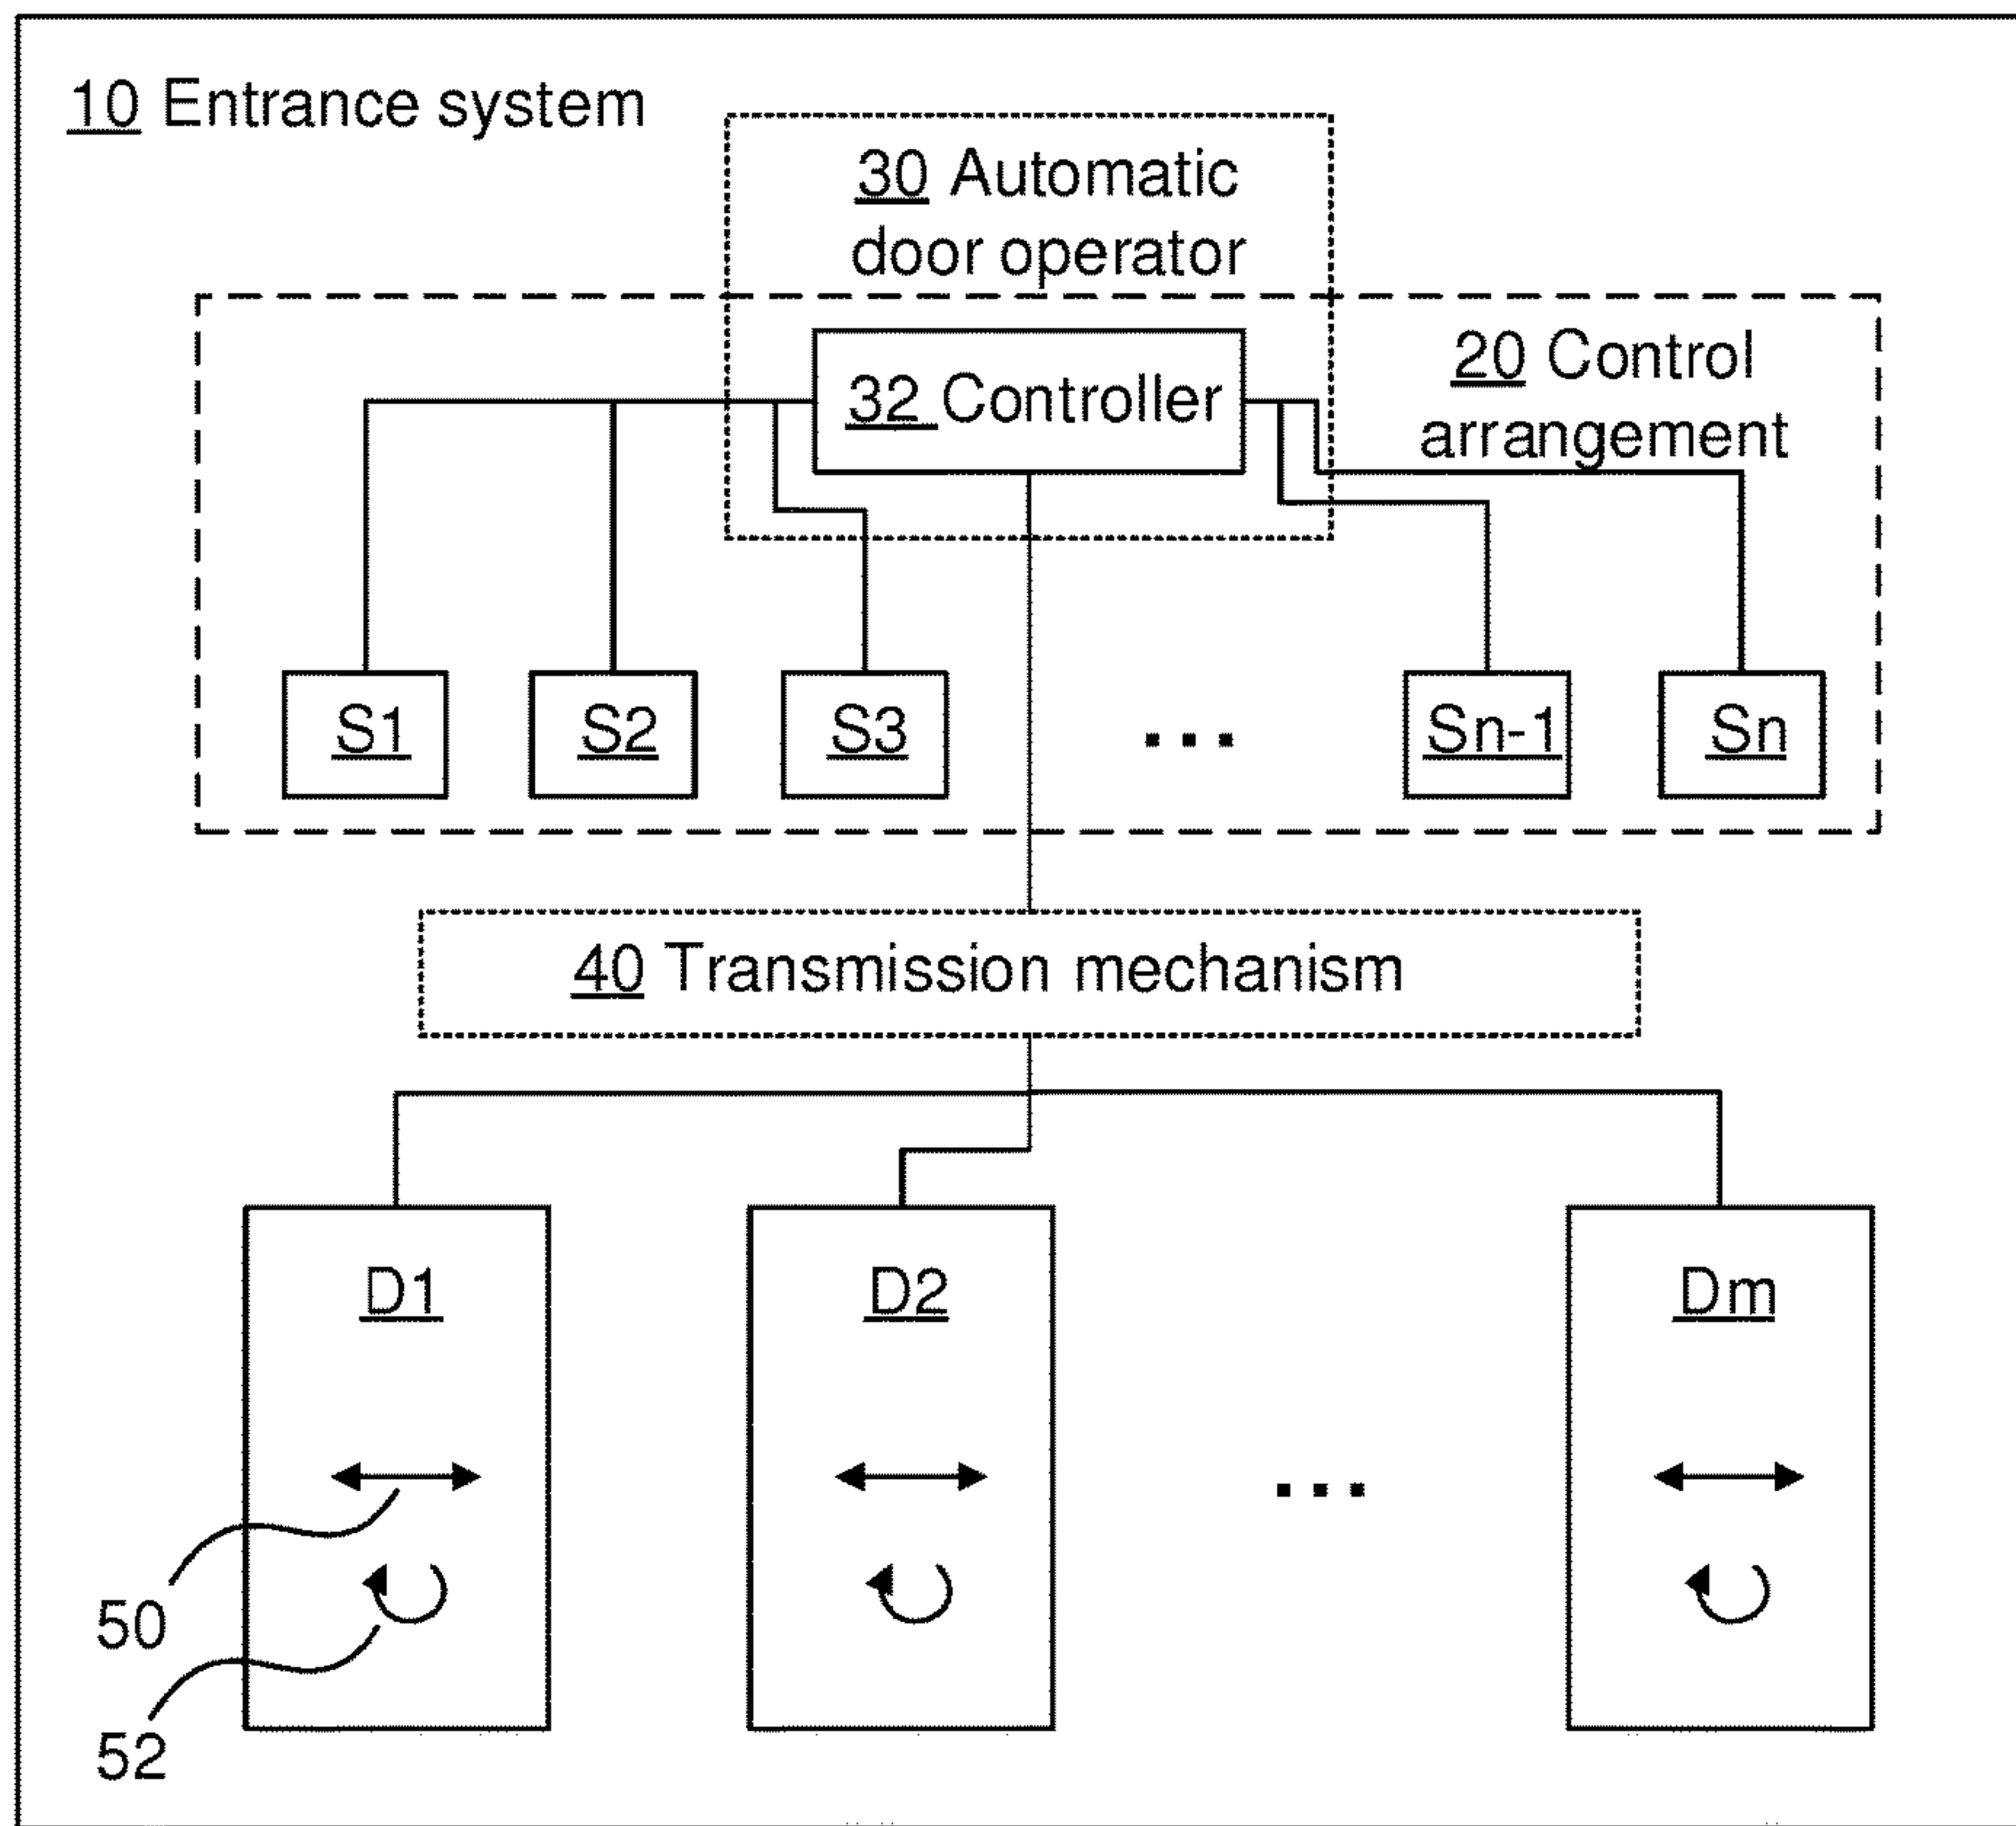 10 Entrance system
30 Automatic
door operator
20 Control
arrangement
32 Controller
S1 S2 S3 ... Sn-1 Sn
40 Transmission mechanism
D1 D2 Dm
...
50
52